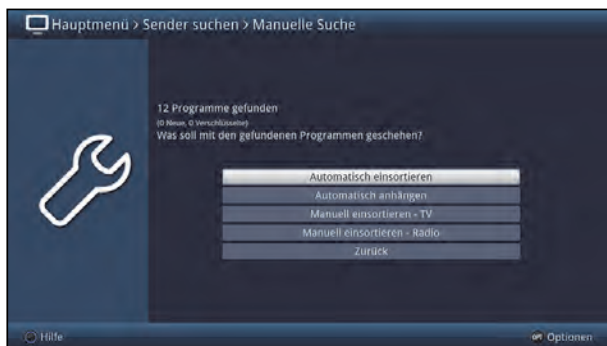 Hauptmenü > Sender suchen > Manuelle Suche
12 Programme gefunden
(0 Neue, 0 Verschlüsselte)
Was soll mit den gefundenen Programmen geschehen?
Automatisch einsortieren
Automatisch anhängen
Manuell einsortieren - TV
Manuell einsortieren - Radio
Zurück
Hilfe
Optionen